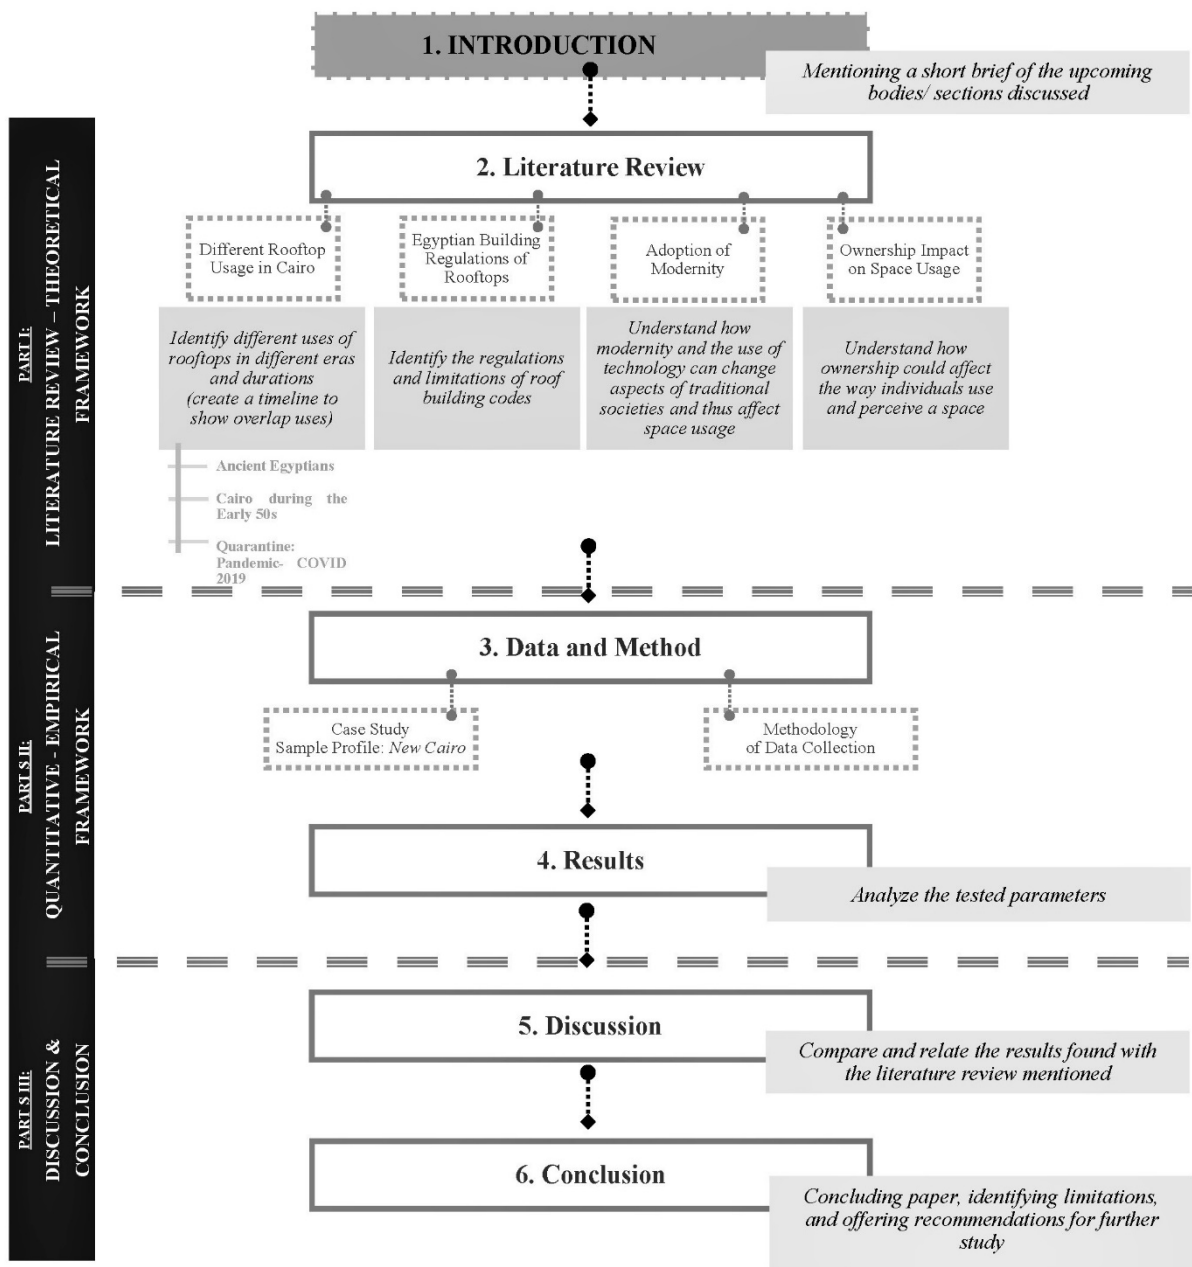 1. INTRODUCTION
Mentioning a short brief of the upcoming
bodies/ sections discussed
PART I:
LITERATURE REVIEW – THEORETICAL
FRAMEWORK
2. Literature Review
Different Rooftop
Usage in Cairo
Egyptian Building
Regulations of
Rooftops
Adoption of
Modernity
Ownership Impact
on Space Usage
Identify different uses of
rooftops in different eras
and durations
(create a timeline to
show overlap uses)
Identify the regulations
and limitations of roof
building codes
Understand how
modernity and the use of
technology can change
aspects of traditional
societies and thus affect
space usage
Understand how
ownership could affect
the way individuals use
and perceive a space
Ancient Egyptians
Cairo during the
Early 50s
Quarantine:
Pandemic- COVID
2019
PART S II:
QUANTITATIVE - EMPIRICAL
FRAMEWORK
3. Data and Method
Case Study
Sample Profile: New Cairo
Methodology
of Data Collection
4. Results
Analyze the tested parameters
PART S III:
DISCUSSION &
CONCLUSION
5. Discussion
Compare and relate the results found with
the literature review mentioned
6. Conclusion
Concluding paper, identifying limitations,
and offering recommendations for further
study